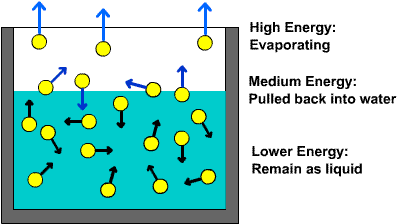 High Energy:
Evaporating
Medium Energy:
Pulled back into water
Lower Energy:
Remain as liquid